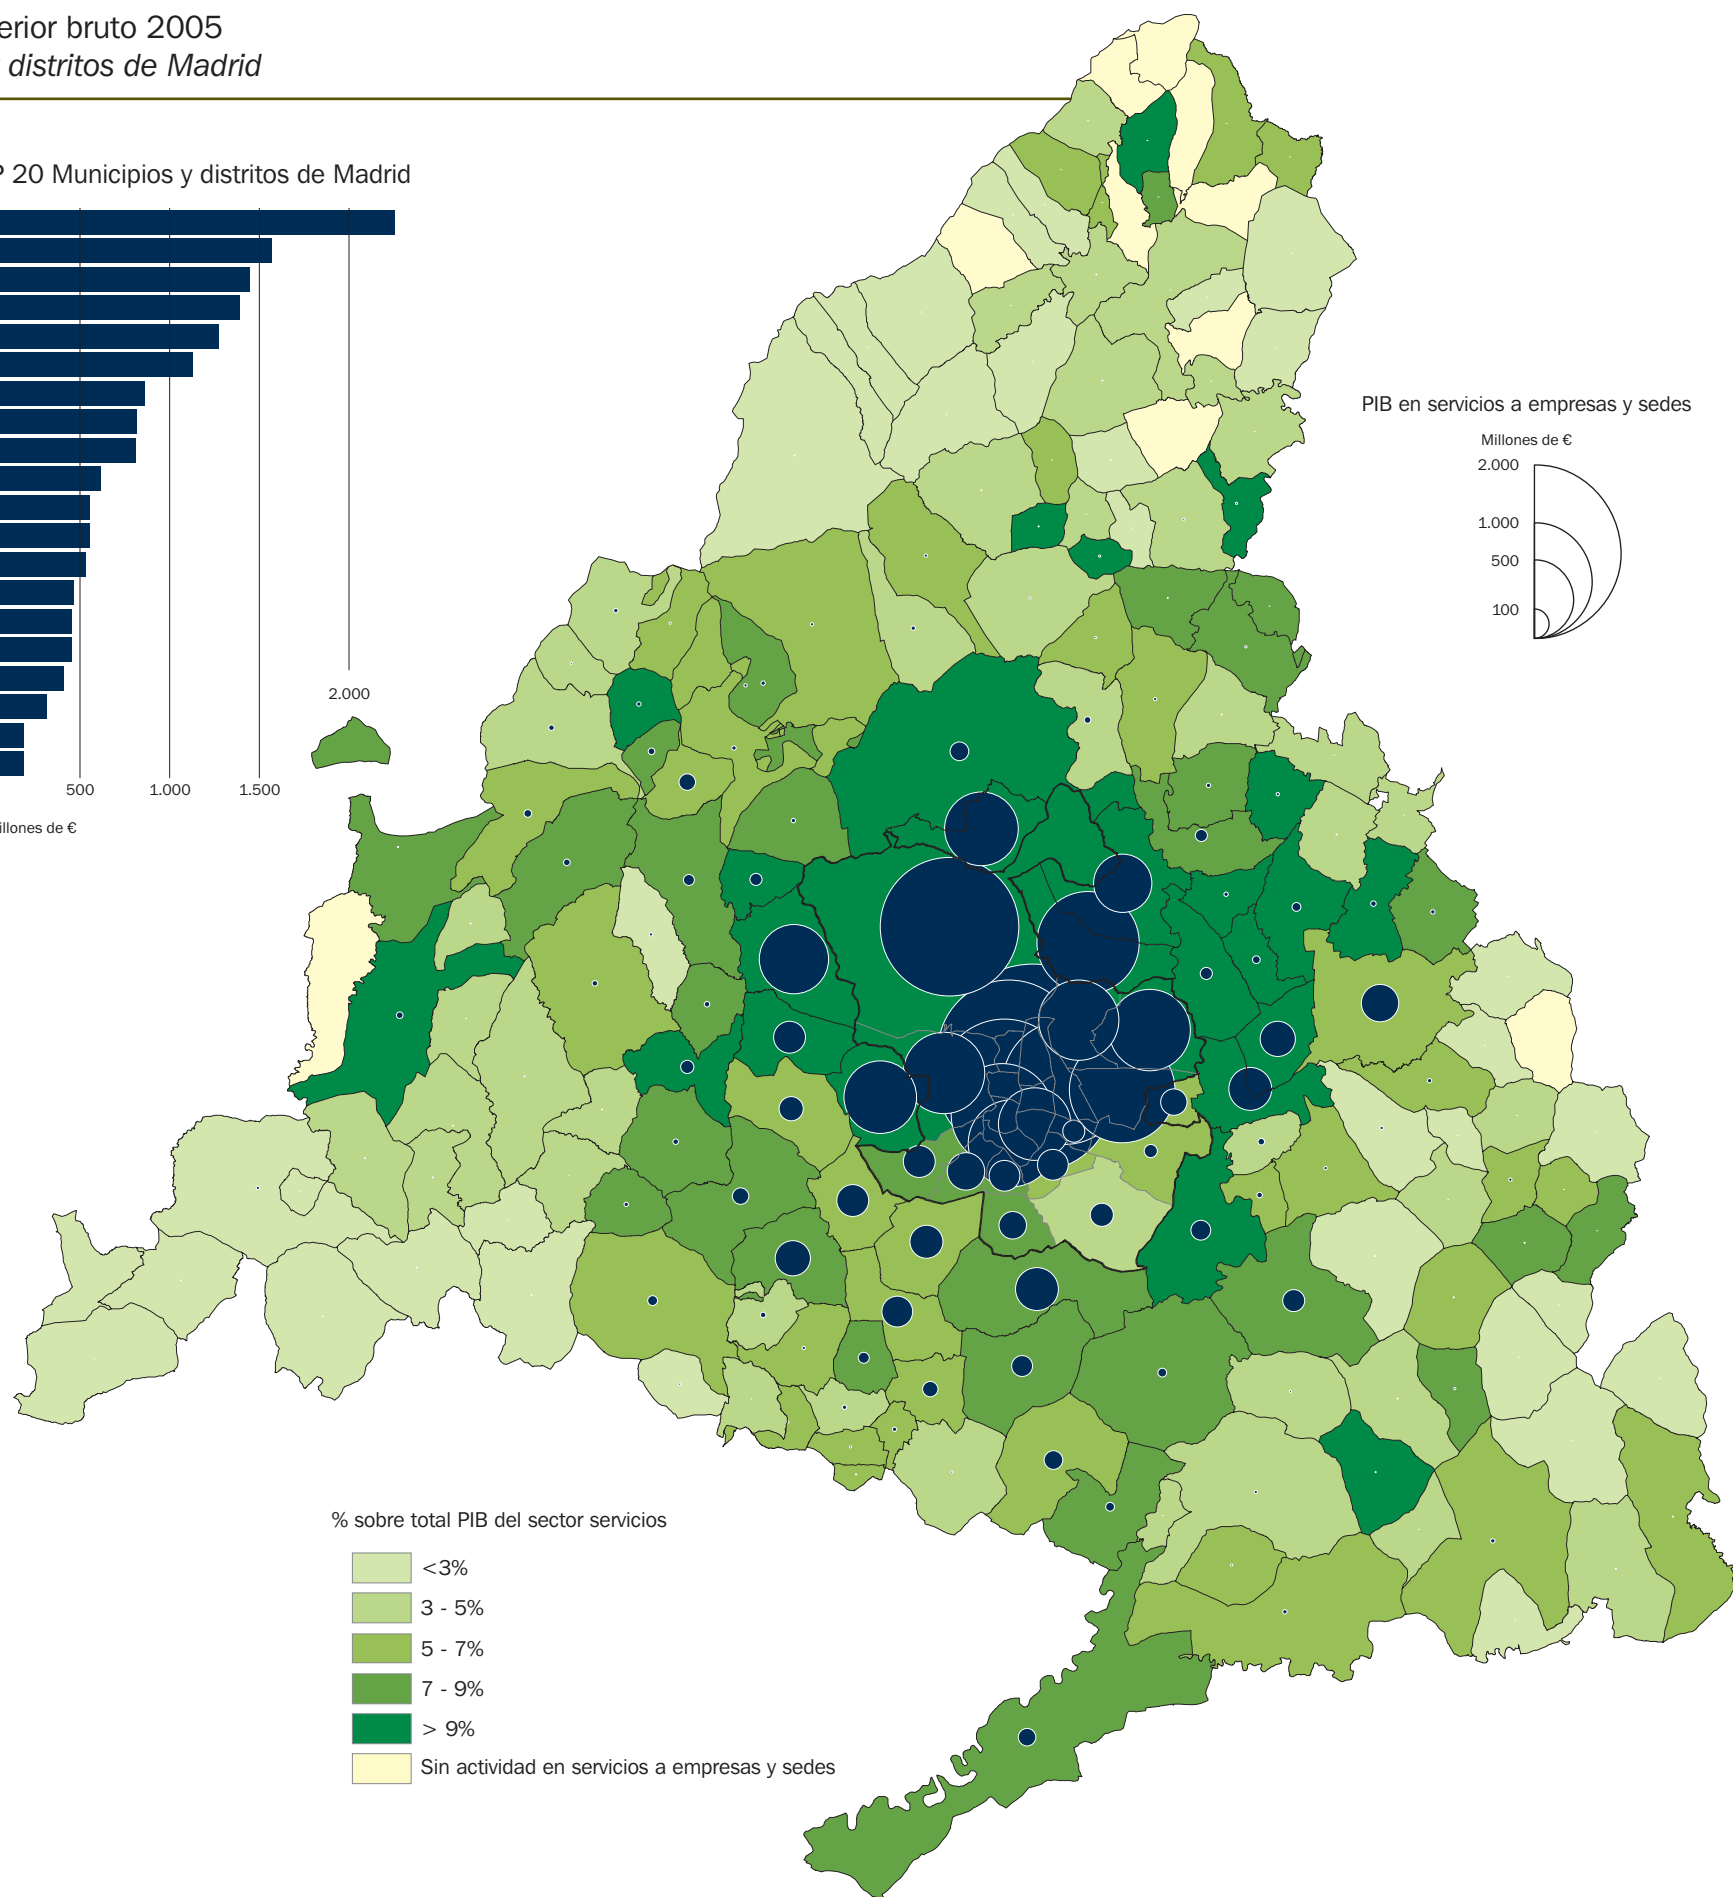 erior bruto 2005
distritos de Madrid
P 20 Municipios y distritos de Madrid
2.000
500
1.000
1.500
illones de €
PIB en servicios a empresas y sedes
Millones de €
2.000
1.000
500
100
% sobre total PIB del sector servicios
<3%
3 - 5%
5 - 7%
7 - 9%
> 9%
Sin actividad en servicios a empresas y sedes